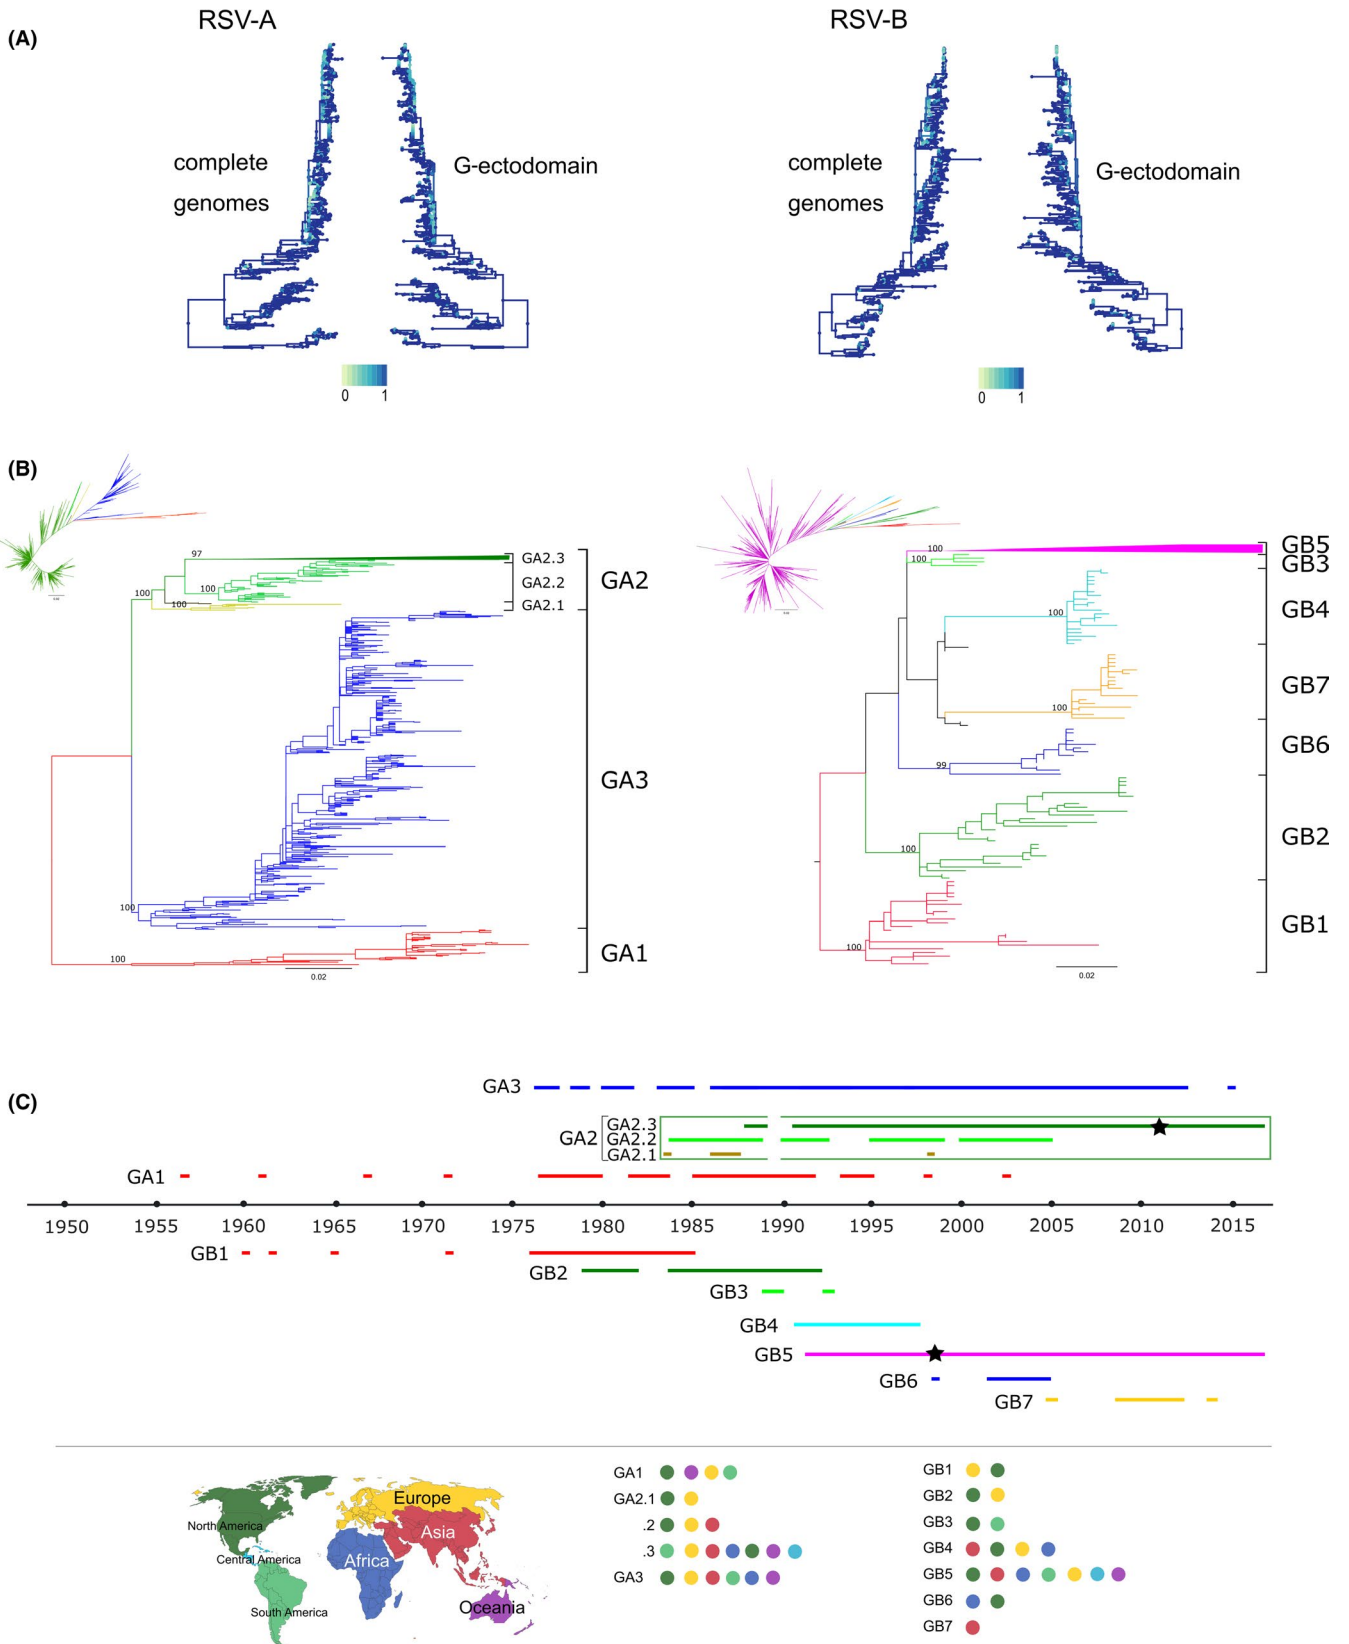 RSV-A
RSV-B
(A)
complete
genomes
G-ectodomain
complete
genomes
G-ectodomain
0 1
0 1
(B)
97
100
100
100
GA2.3
GA2.2
GA2.1
GA2
GA3
100
100
GA1
0.02
100
100
GB5
GB3
100
GB4
100
GB7
99
GB6
100
GB2
100
GB1
0.02
(C)
GA3
GA2
GA2.3
GA2.2
GA2.1
GA1
1950 1955 1960 1965 1970 1975 1980 1985 1990 1995 2000 2005 2010 2015
GB1
GB2
GB3
GB4
GB5
GB6
GB7
North America
Central America
South America
Europe
Asia
Africa
Oceania
GA1
GA2.1
.2
.3
GA3
GB1
GB2
GB3
GB4
GB5
GB6
GB7